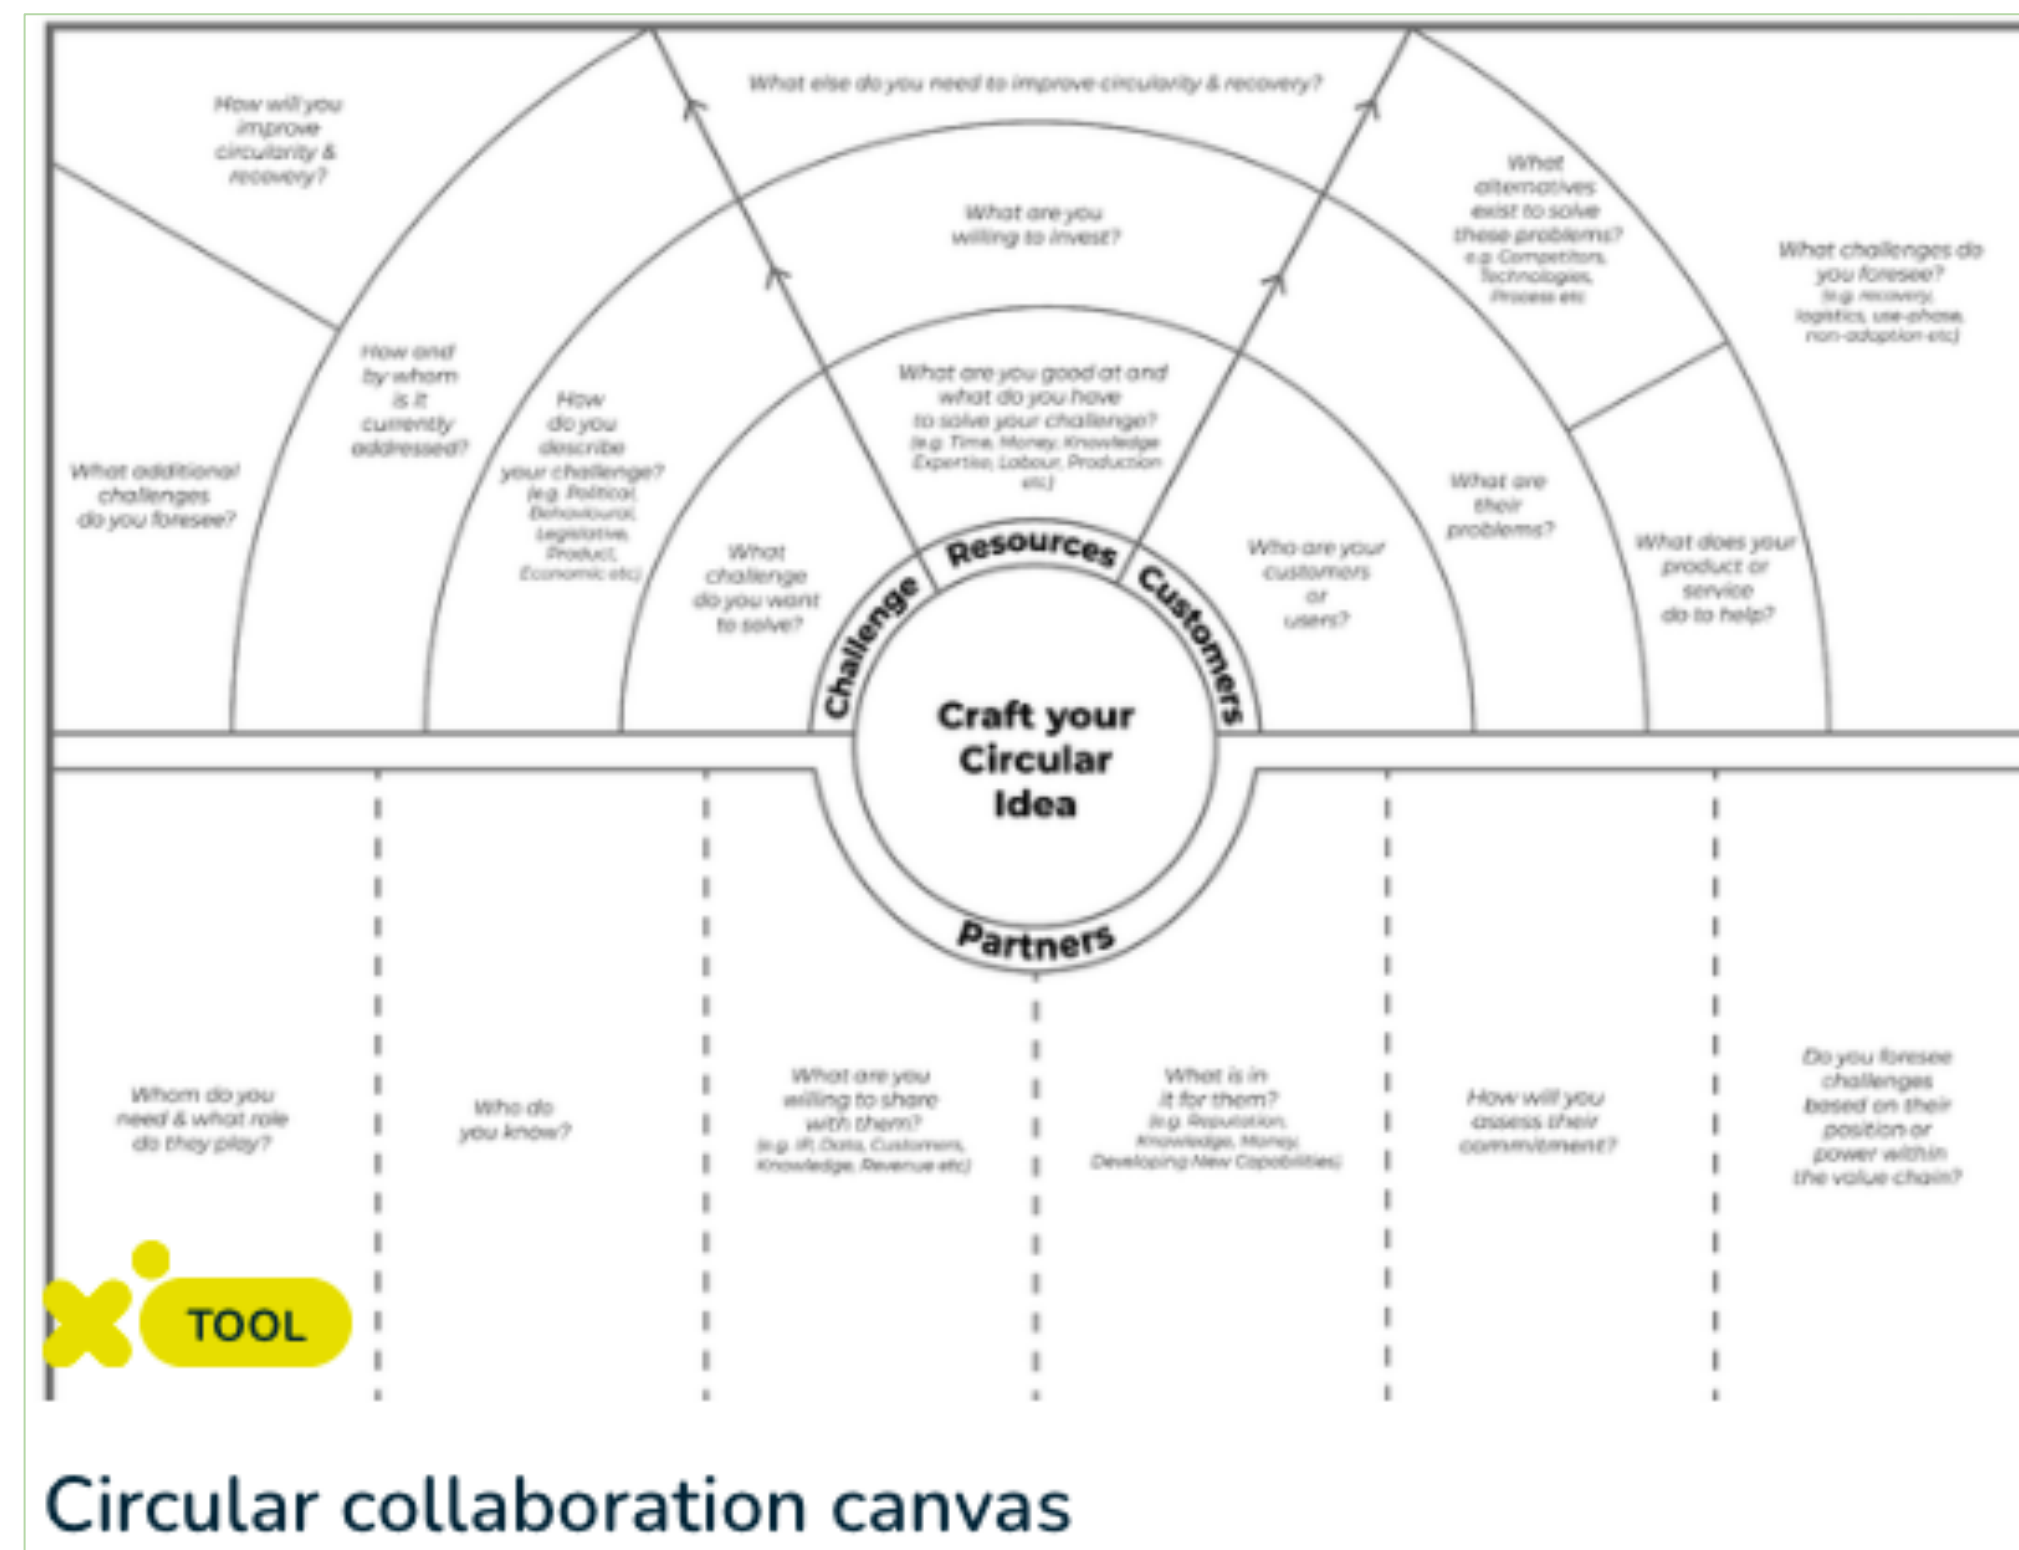 What else do you need to improve circularity & recovery?
How will you
improve
circularity &
recovery?
What additional
challenges
do you foresee?
How and
by whom
is it
currently
addressed?
How
do you
describe
your challenge?
(e.g. Political,
Behavioural,
Legislative,
Product,
Economic etc)
What
challenge
do you want
to solve?
What are you
willing to invest?
What are you good at and
what do you have
to solve your challenge?
(e.g. Time, Money, Knowledge
Expertise, Labour, Production
etc)
What
alternatives
exist to solve
these problems?
e.g. Competitors,
Technologies,
Process etc
What challenges do
you foresee?
(e.g. recovery,
logistics, use-phase,
non-adoption etc)
Who are your
customers
or
users?
What are
their
problems?
What does your
product or
service
do to help?
Challenge
Resources
Customers
Craft your
Circular
Idea
Partners
Whom do you
need & what role
do they play?
Who do
you know?
What are you
willing to share
with them?
(e.g. IP, Data, Customers,
Knowledge, Revenue etc)
What is in
it for them?
(e.g. Reputation,
Knowledge, Money,
Developing New Capabilities)
How will you
assess their
commitment?
Do you foresee
challenges
based on their
position or
power within
the value chain?
TOOL
Circular collaboration canvas